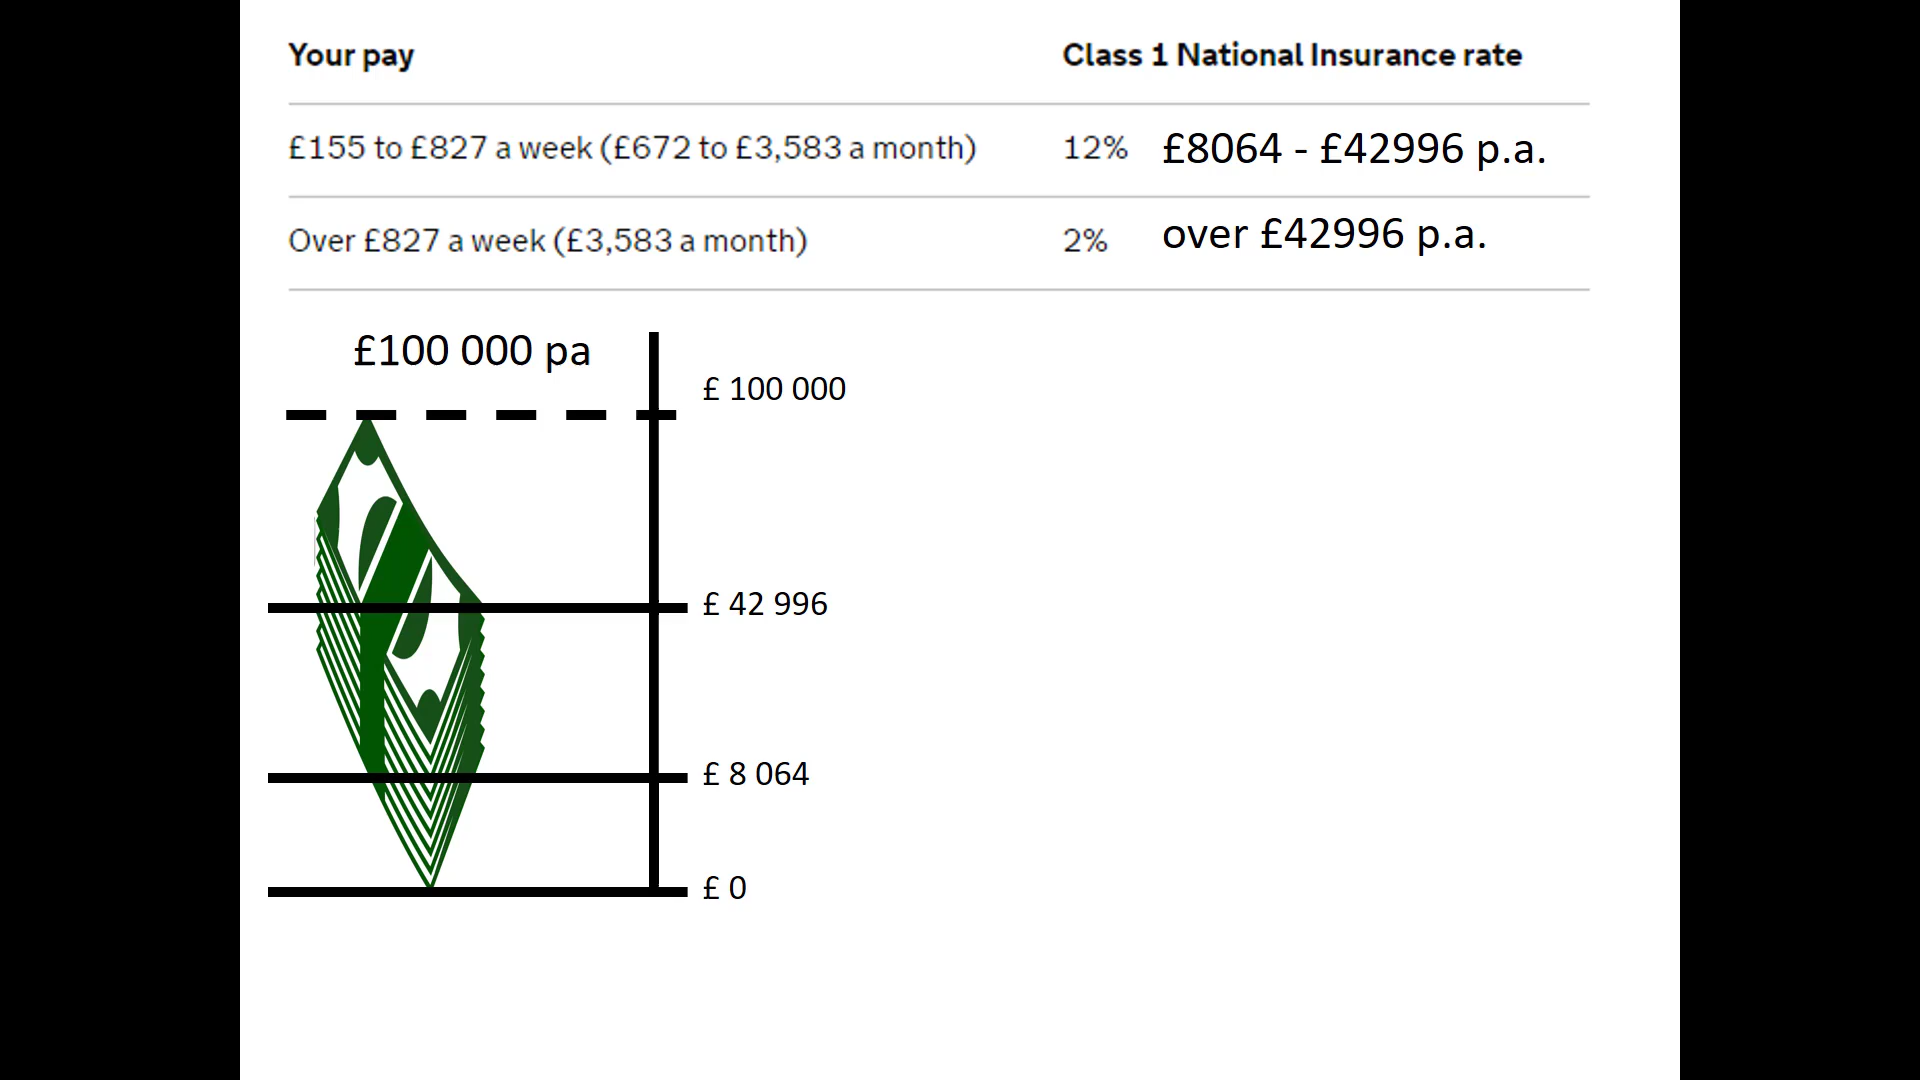 Your pay Class 1 National Insurance rate
£155 to £827 a week (£672 to £3,583 a month) 12% £8064 - £42996 p.a.
Over £827 a week (£3,583 a month) 2% over £42996 p.a.
£100 000 pa
£ 100 000
£ 42 996
£ 8 064
£ 0